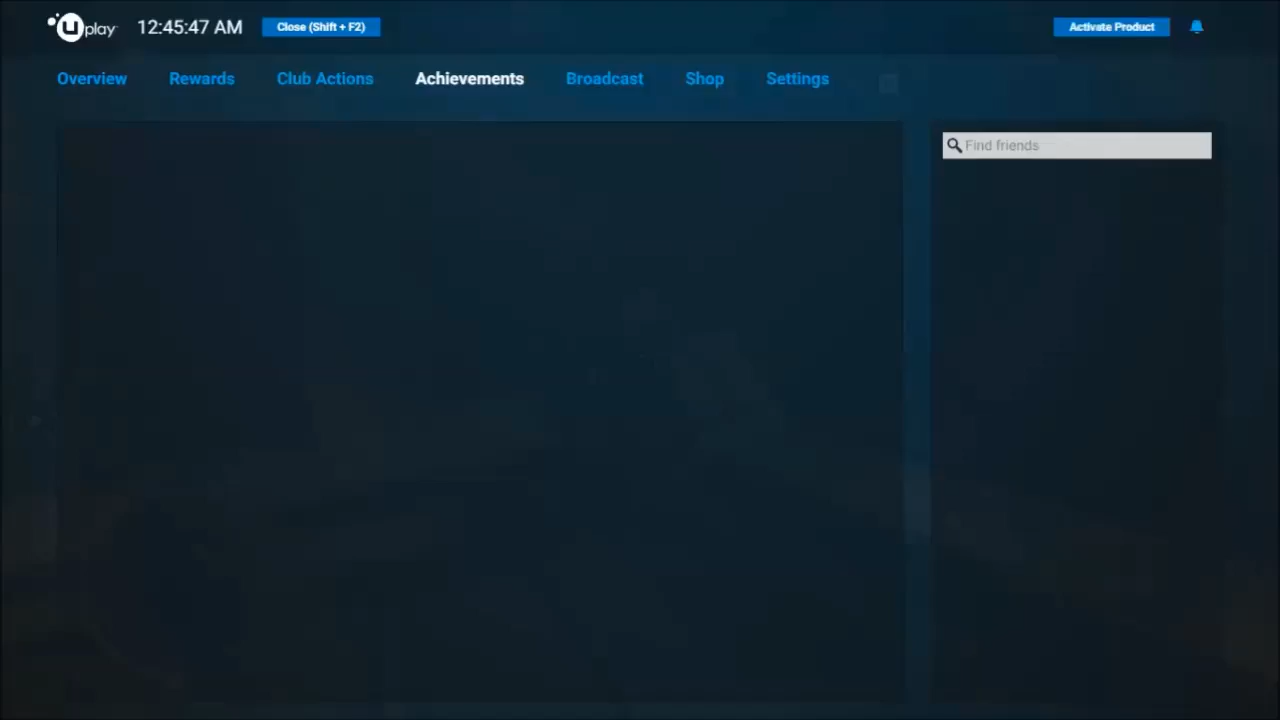 Uplay 12:45:47 AM Close (Shift + F2) Activate Product
Overview Rewards Club Actions Achievements Broadcast Shop Settings
Find friends